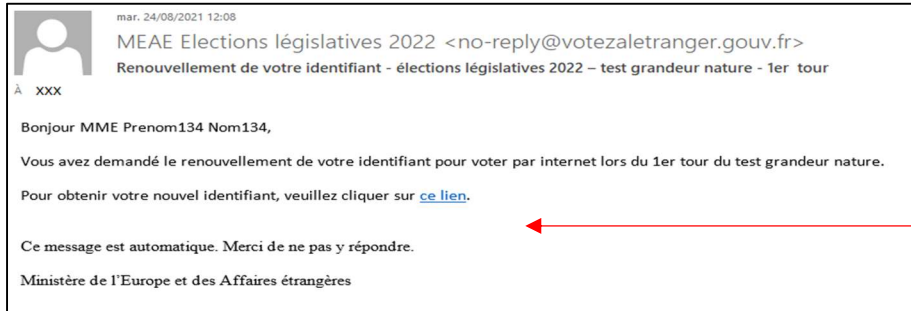 mar. 24/08/2021 12:08
MEAE Elections législatives 2022 <no-reply@votezaletranger.gouv.fr>
Renouvellement de votre identifiant - élections législatives 2022 – test grandeur nature - 1er tour
À xxx
Bonjour MME Prenom134 Nom134,
Vous avez demandé le renouvellement de votre identifiant pour voter par internet lors du 1er tour du test grandeur nature.
Pour obtenir votre nouvel identifiant, veuillez cliquer sur ce lien.
Ce message est automatique. Merci de ne pas y répondre.
Ministère de l’Europe et des Affaires étrangères